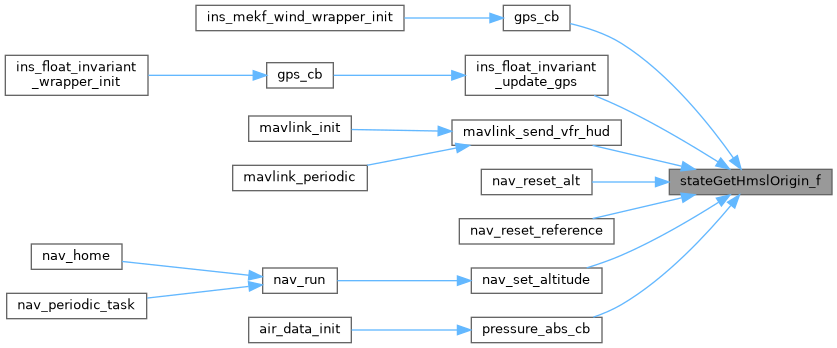 ins_mekf_wind_wrapper_init
gps_cb
ins_float_invariant
_wrapper_init
gps_cb
ins_float_invariant
_update_gps
mavlink_init
mavlink_send_vfr_hud
mavlink_periodic
nav_reset_alt
stateGetHmslOrigin_f
nav_reset_reference
nav_home
nav_run
nav_set_altitude
nav_periodic_task
air_data_init
pressure_abs_cb